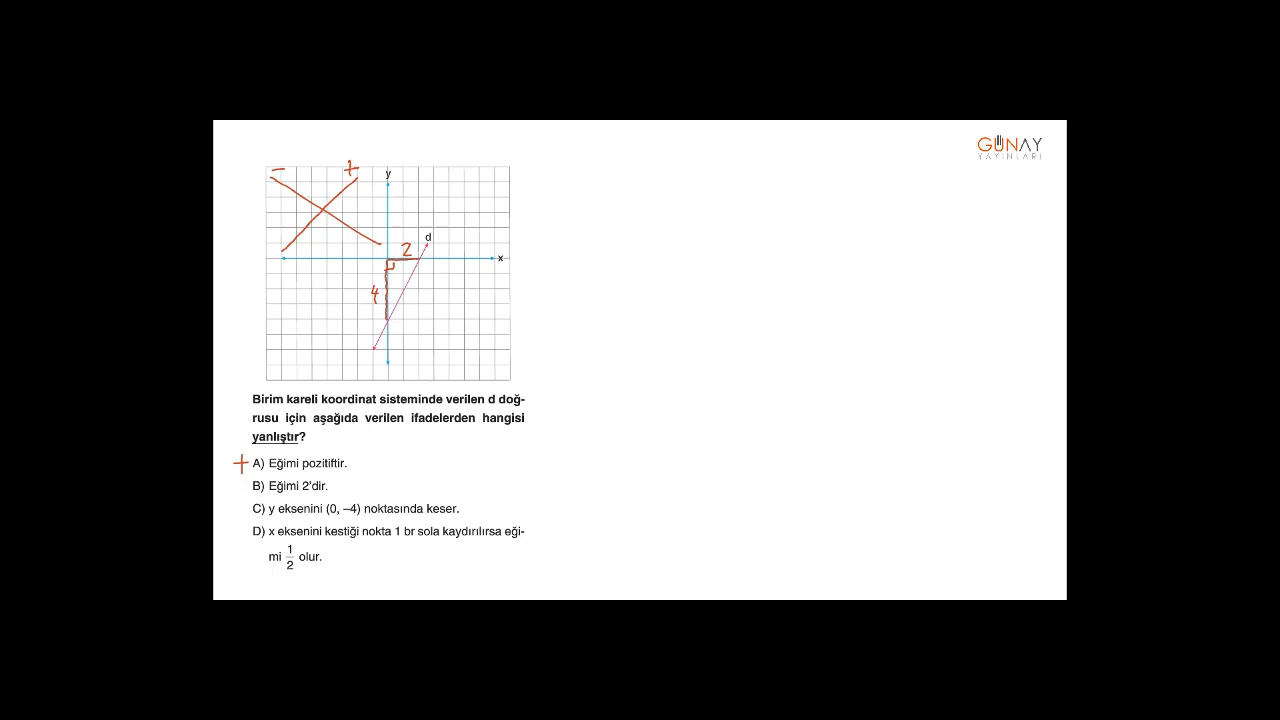 GÜNAY
YAYINLARI
− +
y
d
2
x
4
Birim kareli koordinat sisteminde verilen d doğ-
rusu için aşağıda verilen ifadelerden hangisi
yanlıştır?
+ A) Eğimi pozitiftir.
B) Eğimi 2'dir.
C) y eksenini (0, –4) noktasında keser.
D) x eksenini kestiği nokta 1 br sola kaydırılırsa eği-
mi 1/2 olur.